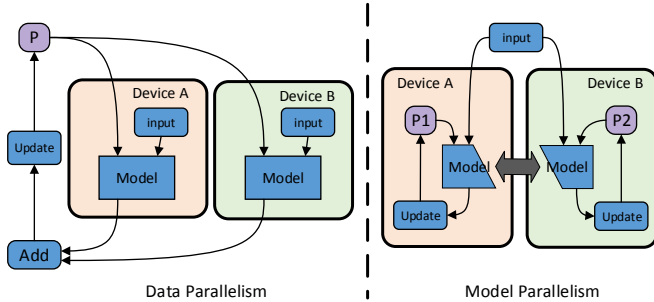 P
Device A
input
Model
Device B
input
Model
Update
Add
Data Parallelism
input
Device A
P1
Model
Update
Device B
P2
Model
Update
Model Parallelism